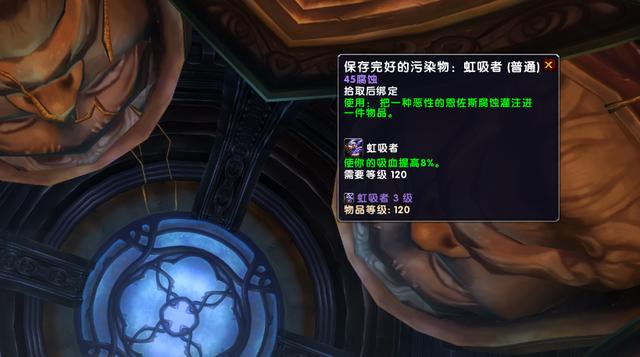 保存完好的污染物：虹吸者 (普通)
45腐蚀
拾取后绑定
使用： 把一种恶性的恩佐斯腐蚀灌注进
一件物品。
虹吸者
使你的吸血提高8%。
需要等级 120
虹吸者 3 级
物品等级: 120